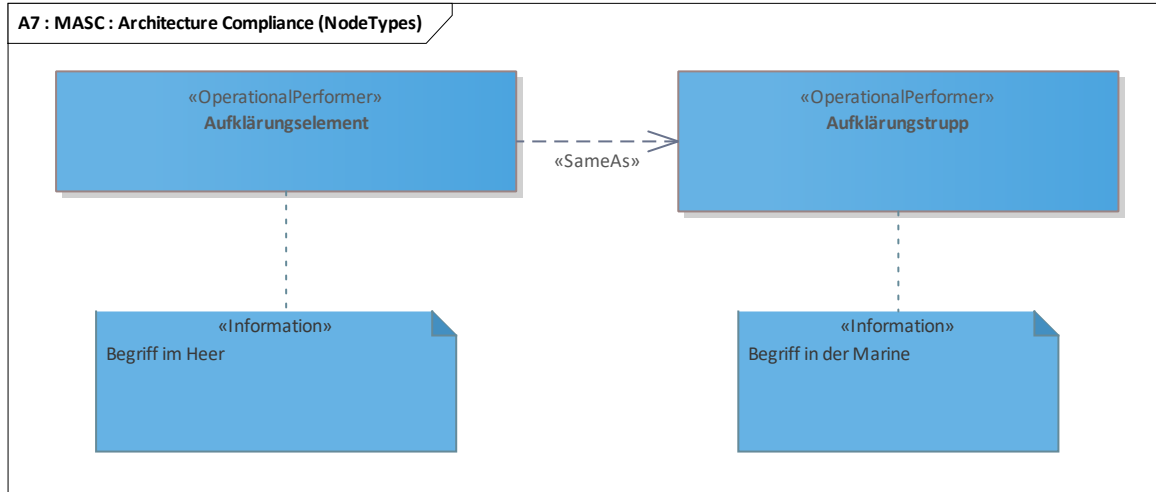 A7 : MASC : Architecture Compliance (NodeTypes)
«OperationalPerformer»
Aufklärungselement
«OperationalPerformer»
Aufklärungstrupp
«SameAs»
«Information»
Begriff im Heer
«Information»
Begriff in der Marine